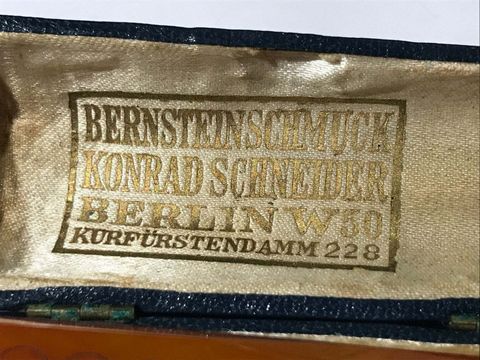 BERNSTEINSCHMUCK
KONRAD SCHNEIDER
BERLIN W50
KURFÜRSTENDAMM 228